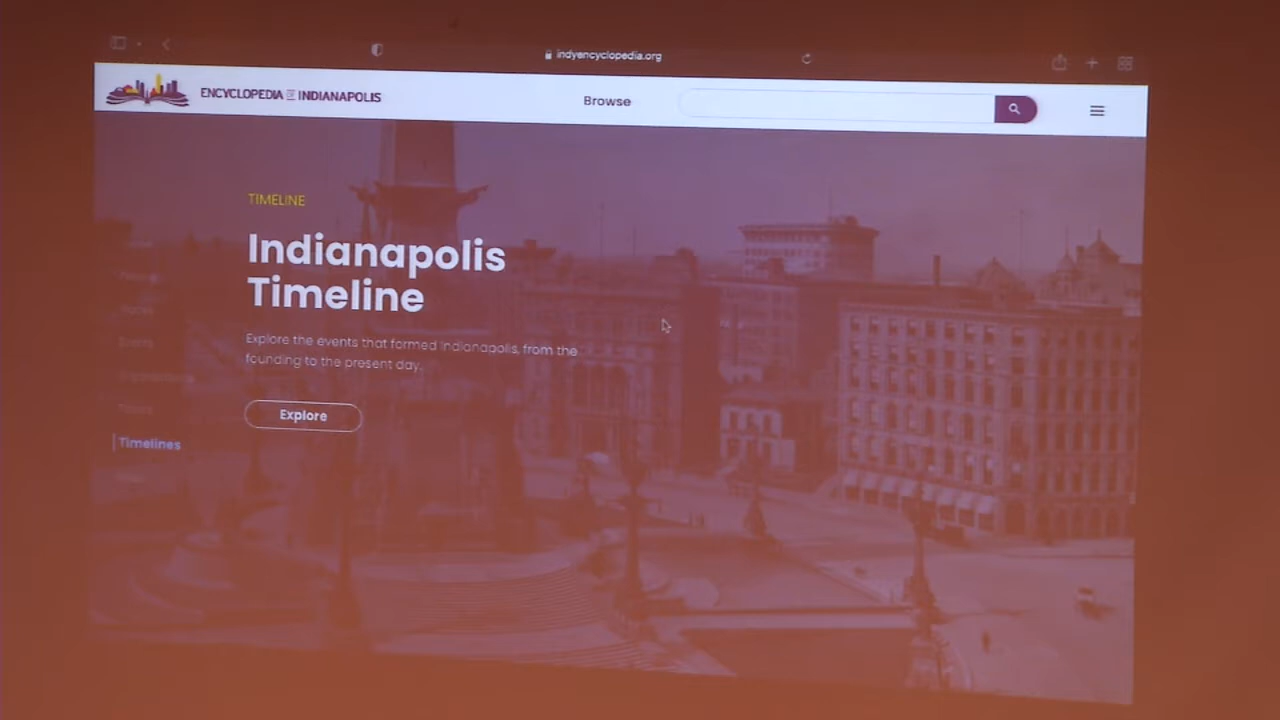 indyencyclopedia.org
ENCYCLOPEDIA OF INDIANAPOLIS
Browse
TIMELINE
Indianapolis
Timeline
Explore the events that formed Indianapolis, from the
founding to the present day.
Explore
Events
Timelines